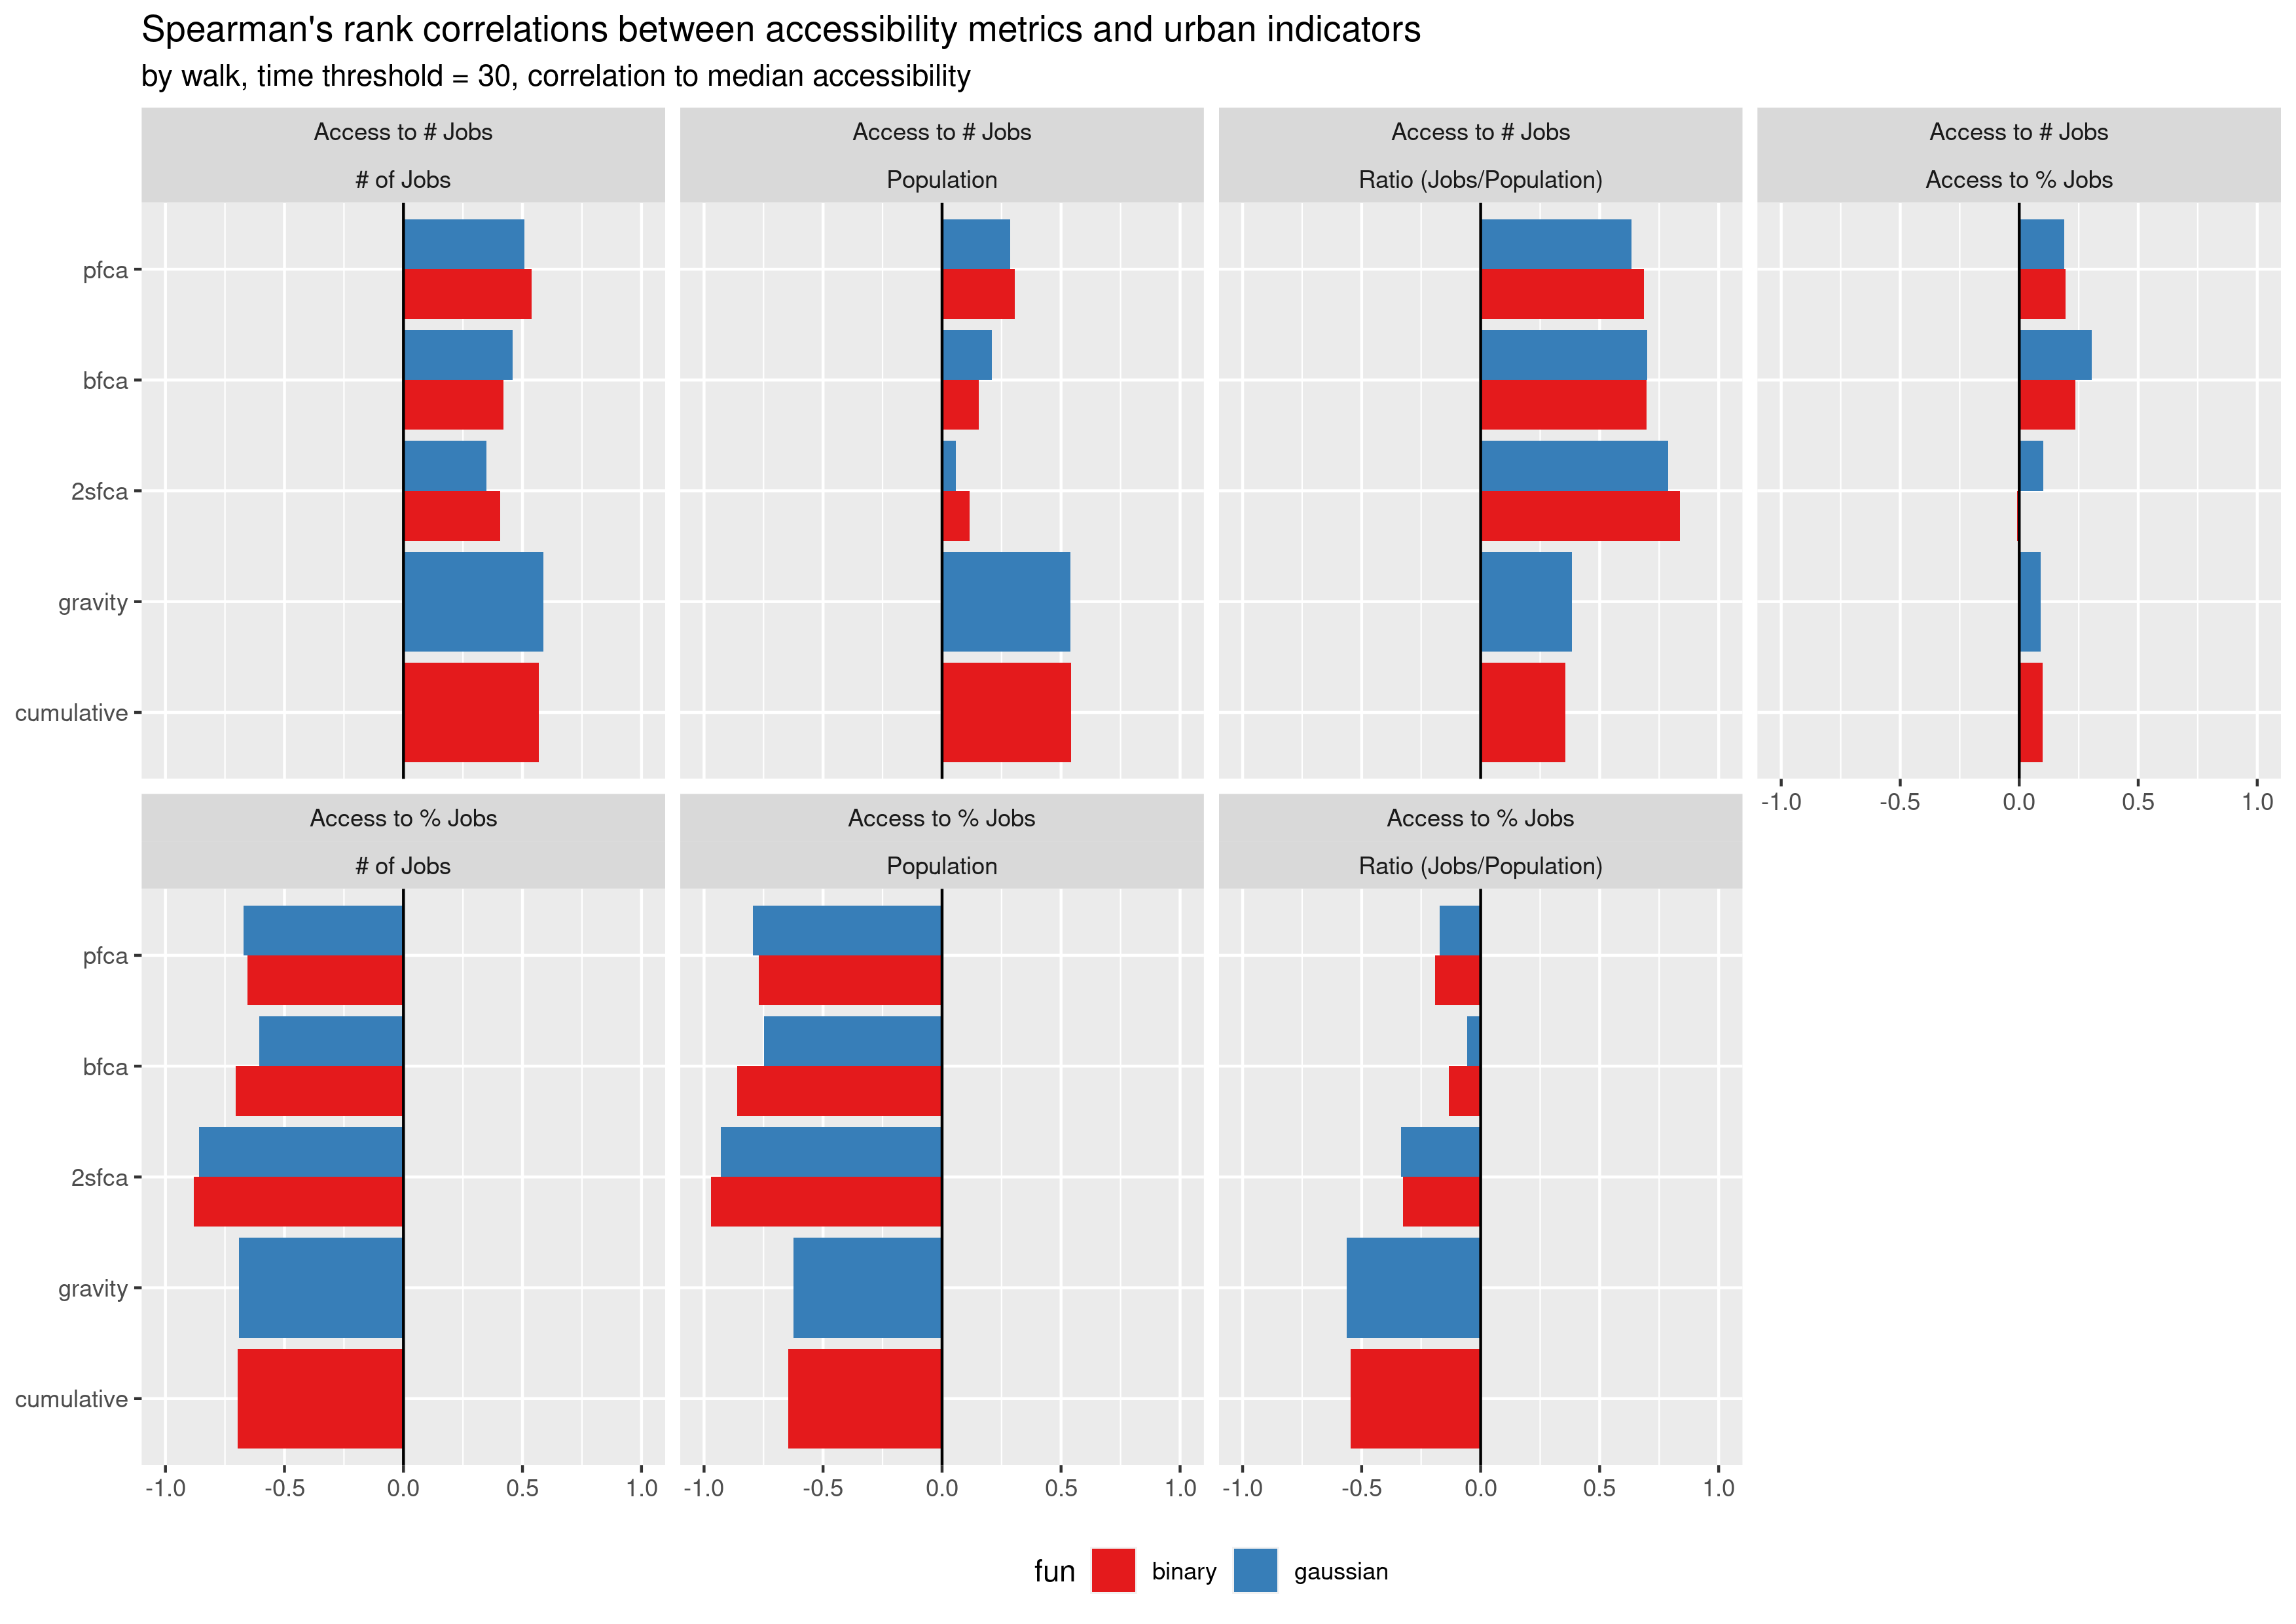 Spearman's rank correlations between accessibility metrics and urban indicators
by walk, time threshold = 30, correlation to median accessibility
Access to # Jobs Access to # Jobs Access to # Jobs Access to # Jobs
# of Jobs Population Ratio (Jobs/Population) Access to % Jobs
pfca
bfca
2sfca
gravity
cumulative
-1.0 -0.5 0.0 0.5 1.0
Access to % Jobs Access to % Jobs Access to % Jobs
# of Jobs Population Ratio (Jobs/Population)
pfca
bfca
2sfca
gravity
cumulative
-1.0 -0.5 0.0 0.5 1.0 -1.0 -0.5 0.0 0.5 1.0 -1.0 -0.5 0.0 0.5 1.0
fun binary gaussian